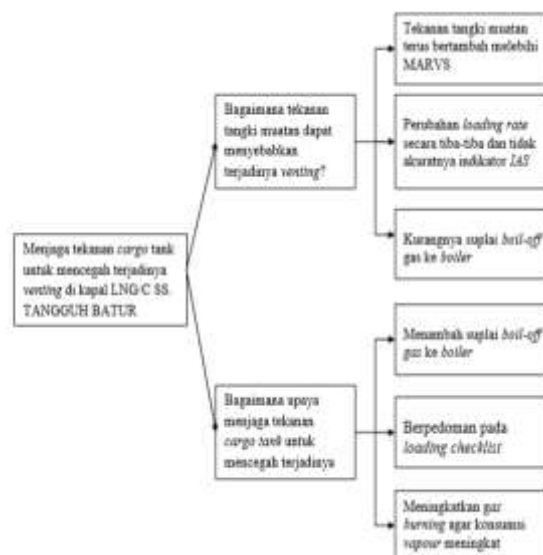 Menjaga tekanan cargo tank
untuk mencegah terjadinya
venting di kapal LNG/C SS.
TANGGUH BATUR
Bagaimana tekanan
tangki muatan dapat
menyebabkan
terjadinya venting?
Tekanan tangki muatan
terus bertambah melebihi
MARVS
Perubahan loading rate
secara tiba-tiba dan tidak
akuratnya indikator IAS
Kurangnya suplai boil-off
gas ke boiler
Bagaimana upaya
menjaga tekanan
cargo tank untuk
mencegah terjadinya
Menambah suplai boil-off
gas ke boiler
Berpedoman pada
loading checklist
Meningkatkan gas
burning agar konsumsi
vapour meningkat